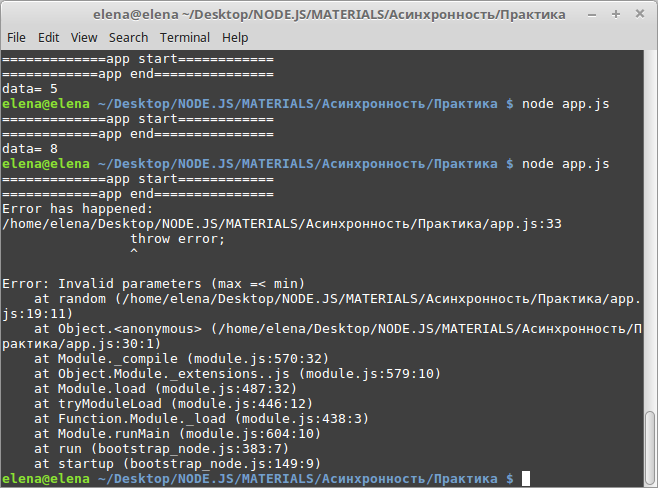 elena@elena ~/Desktop/NODE.JS/MATERIALS/Асинхронность/Практика
File Edit View Search Terminal Help
=============app start============
============app end===============
data= 5
elena@elena ~/Desktop/NODE.JS/MATERIALS/Асинхронность/Практика $ node app.js
=============app start============
============app end===============
data= 8
elena@elena ~/Desktop/NODE.JS/MATERIALS/Асинхронность/Практика $ node app.js
=============app start============
============app end===============
Error has happened:
/home/elena/Desktop/NODE.JS/MATERIALS/Асинхронность/Практика/app.js:33
                throw error;
                ^
Error: Invalid parameters (max =< min)
    at random (/home/elena/Desktop/NODE.JS/MATERIALS/Асинхронность/Практика/app.
js:19:11)
    at Object.<anonymous> (/home/elena/Desktop/NODE.JS/MATERIALS/Асинхронность/П
рактика/app.js:30:1)
    at Module._compile (module.js:570:32)
    at Object.Module._extensions..js (module.js:579:10)
    at Module.load (module.js:487:32)
    at tryModuleLoad (module.js:446:12)
    at Function.Module._load (module.js:438:3)
    at Module.runMain (module.js:604:10)
    at run (bootstrap_node.js:383:7)
    at startup (bootstrap_node.js:149:9)
elena@elena ~/Desktop/NODE.JS/MATERIALS/Асинхронность/Практика $